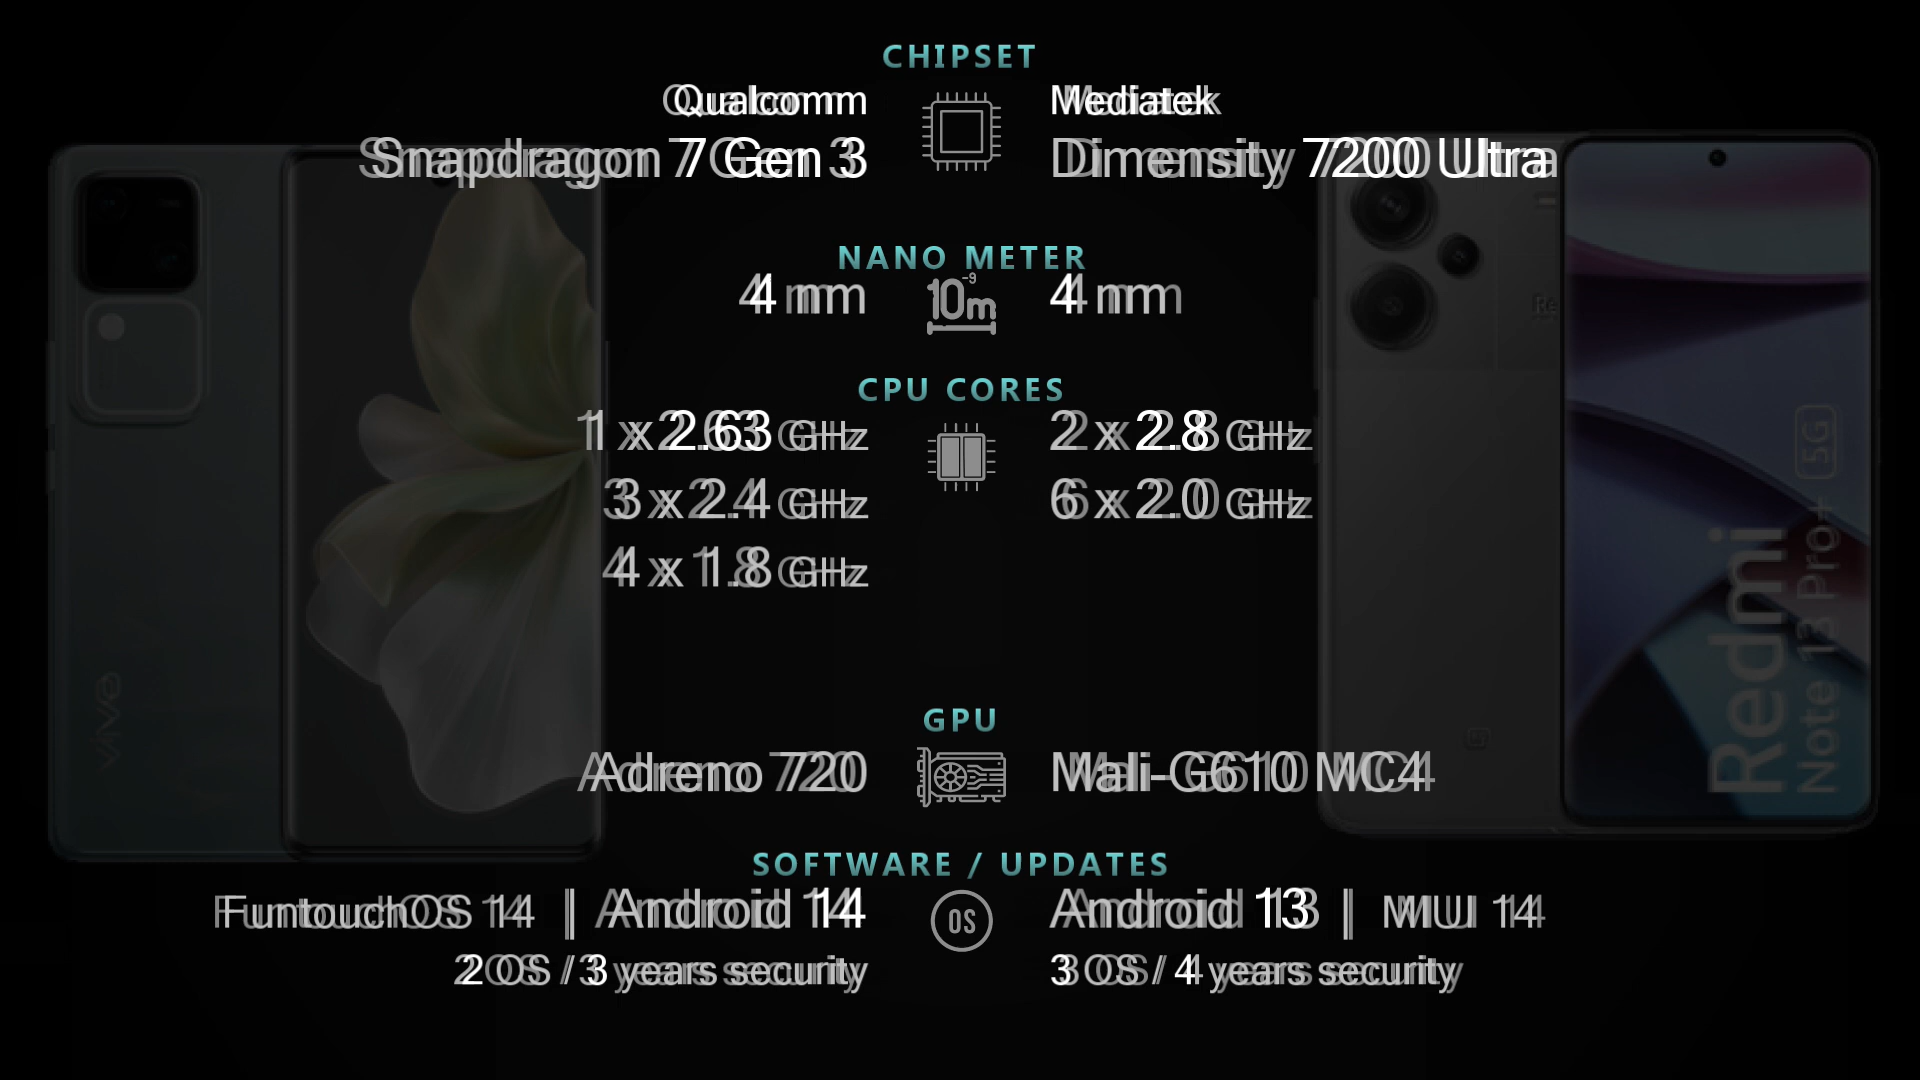 CHIPSET
Qualcomm
Mediatek
Snapdragon 7 Gen 3
Dimensity 7200 Ultra
NANO METER
4 nm
10m-9
4 nm
CPU CORES
1 x 2.63 GHz
2 x 2.8 GHz
3 x 2.4 GHz
6 x 2.0 GHz
4 x 1.8 GHz
GPU
Adreno 720
Mali-G610 MC4
SOFTWARE / UPDATES
FuntouchOS 14 | Android 14
OS
Android 13 | MIUI 14
2 OS / 3 years security
3 OS / 4 years security
vivo
Redmi
Note 13 Pro+ 5G